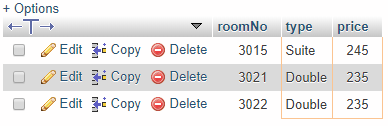 + Options
←T→ roomNo type price
Edit Copy Delete 3015 Suite 245
Edit Copy Delete 3021 Double 235
Edit Copy Delete 3022 Double 235